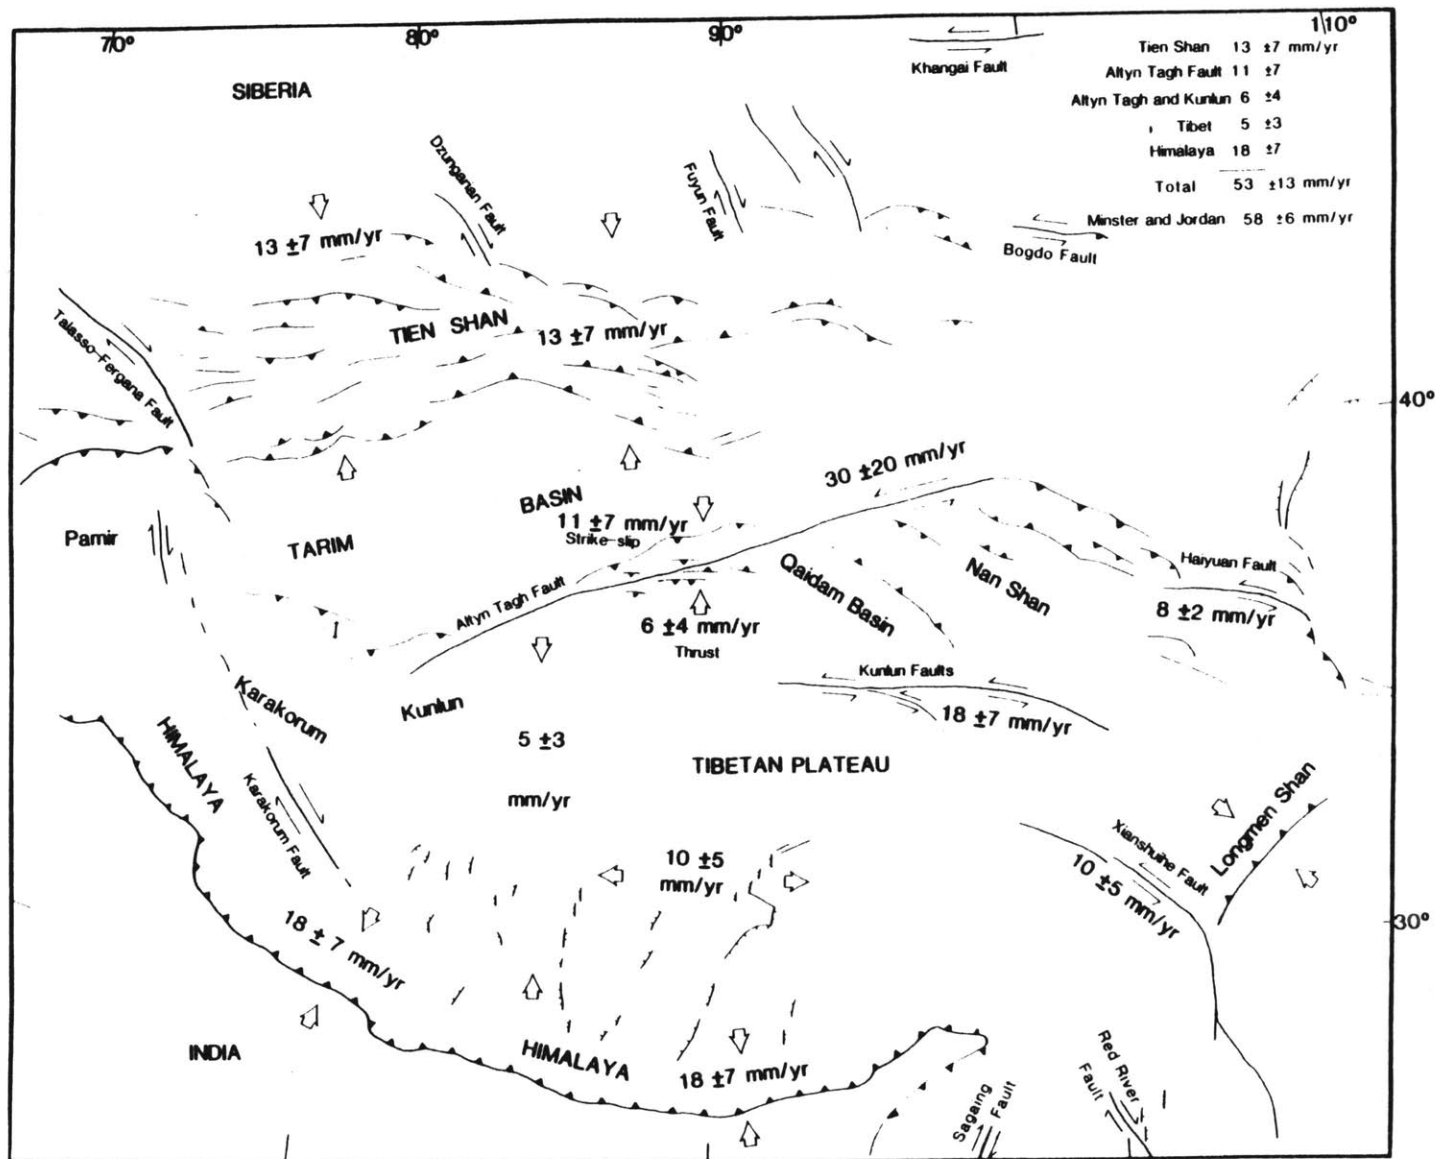 70°
80°
90°
110°
Tien Shan 13 ±7 mm/yr
Altyn Tagh Fault 11 ±7
Altyn Tagh and Kunlun 6 ±4
Tibet 5 ±3
Himalaya 18 ±7
Total 53 ±13 mm/yr
Minster and Jordan 58 ±6 mm/yr
Khangai Fault
SIBERIA
Dzungarian Fault
Fuyun Fault
Bogdo Fault
13 ±7 mm/yr
TIEN SHAN
13 ±7 mm/yr
Talasso-Fergana Fault
40°
30 ±20 mm/yr
BASIN
11 ±7 mm/yr
Strike-slip
Pamir
TARIM
Altyn Tagh Fault
Qaidam Basin
Nan Shan
Haiyuan Fault
8 ±2 mm/yr
6 ±4 mm/yr
Thrust
Kunlun Faults
18 ±7 mm/yr
Karakorum
Kunlun
HIMALAYA
Karakorum Fault
5 ±3
mm/yr
TIBETAN PLATEAU
Longmen Shan
Xianshuihe Fault
10 ±5 mm/yr
10 ±5
mm/yr
30°
18 ± 7 mm/yr
INDIA
HIMALAYA
18 ±7 mm/yr
Sagaing
Fault
Red River
Fault